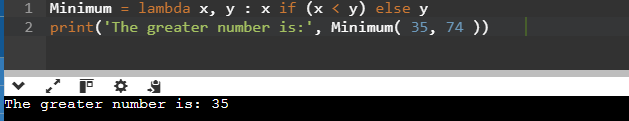 1 Minimum = lambda x, y : x if (x < y) else y
2 print('The greater number is:', Minimum( 35, 74 ))
The greater number is: 35